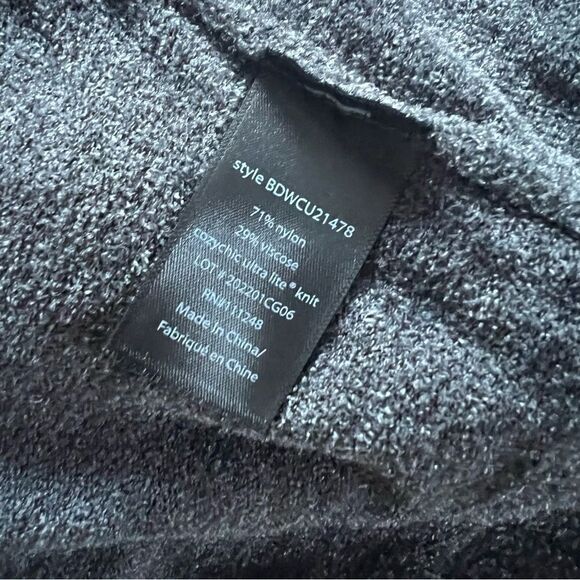 style BDWCU21478
71% nylon
29% viscose
cozychic ultra lite® knit
LOT # 202201CG06
RN#111248
Made in China/
Fabriqué en Chine